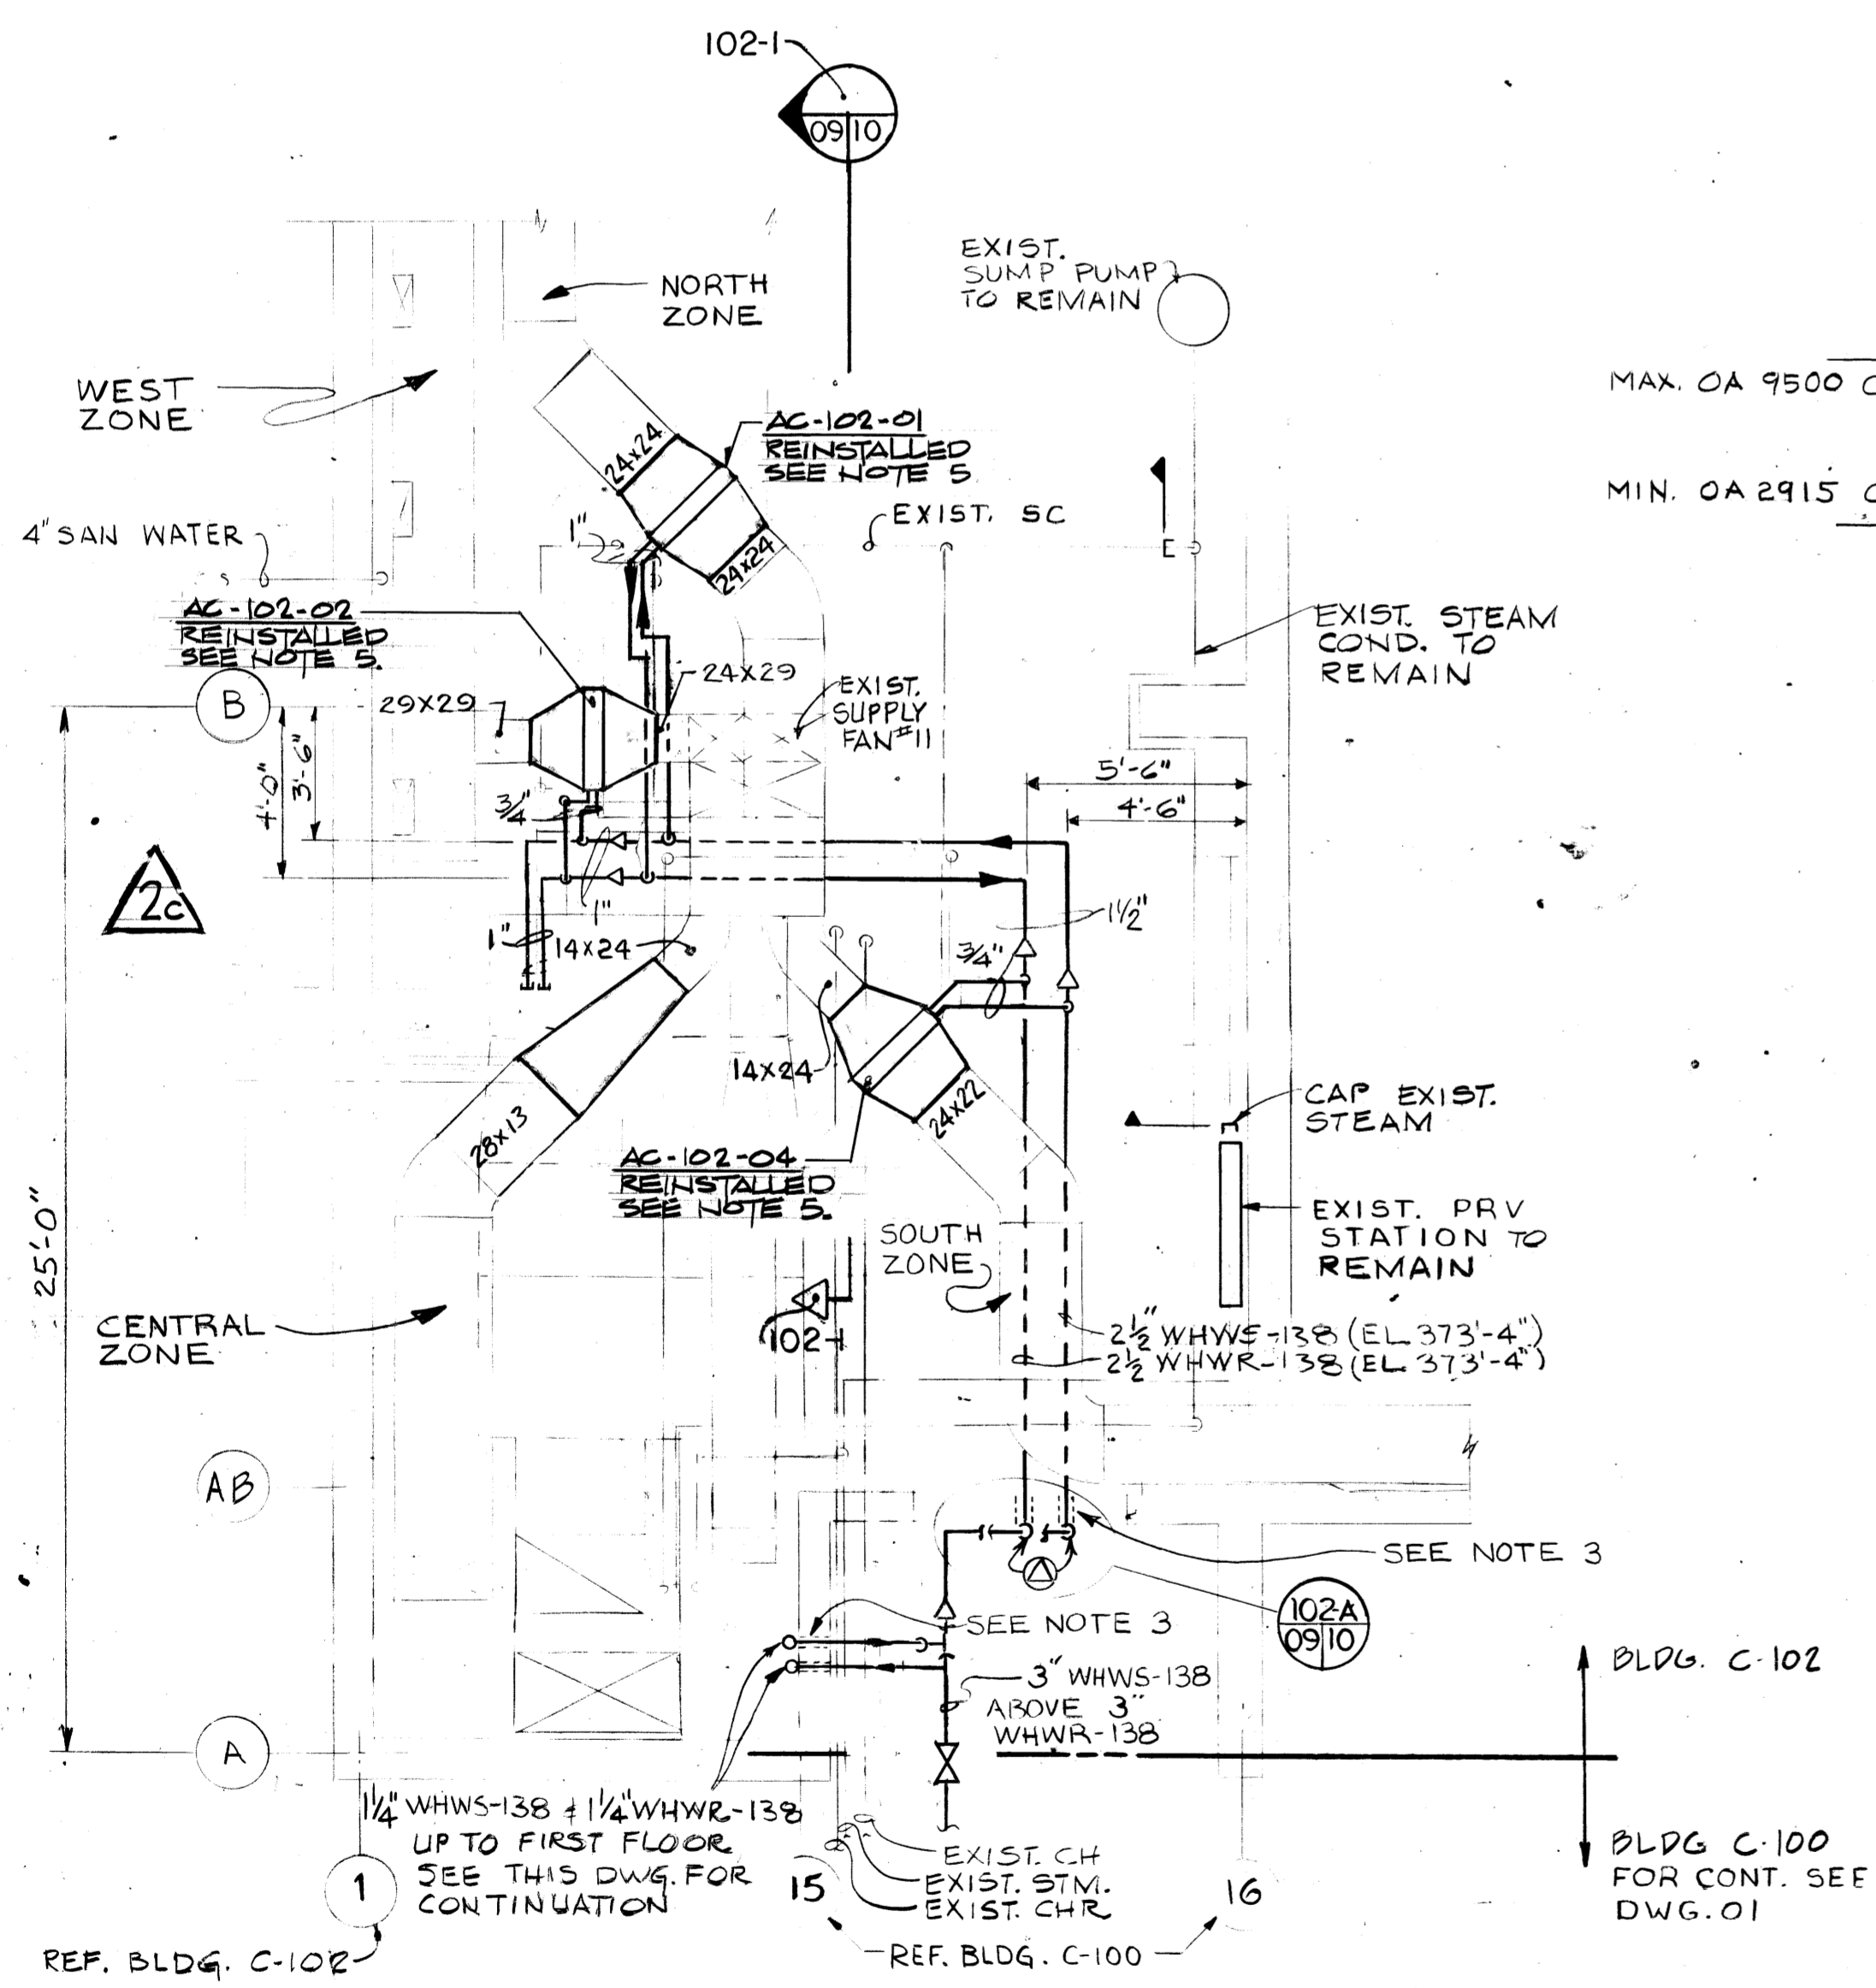 102-1
09 10
EXIST.
SUMP PUMP
TO REMAIN
NORTH
ZONE
WEST
ZONE
MAX. OA 9500
MIN. OA 2915
24x24
AC-102-01
REINSTALLED
SEE NOTE 5
24x24
1"
EXIST. SC
E
4" SAN WATER
S
AC-102-02
REINSTALLED
SEE NOTE 5.
EXIST. STEAM
COND. TO
REMAIN
B
29X29
24X29
EXIST.
SUPPLY
FAN #11
4'-0"
3'-6"
5'-6"
4'-6"
3/4"
2c
1"
1"
14X24
1 1/2"
3/4"
14X24
24X22
28X13
AC-102-04
REINSTALLED
SEE NOTE 5.
CAP EXIST.
STEAM
EXIST. PRV
STATION TO
REMAIN
25'-0"
SOUTH
ZONE
CENTRAL
ZONE
102-1
2 1/2" WHWS-138 (EL 373'-4")
2 1/2 WHWR-138 (EL 373'-4")
AB
SEE NOTE 3
102-A
09 10
SEE NOTE 3
3" WHWS-138
ABOVE 3"
WHWR-138
BLDG. C-102
A
1 1/4" WHWS-138 & 1 1/4" WHWR-138
UP TO FIRST FLOOR
SEE THIS DWG. FOR
CONTINUATION
EXIST. CH
EXIST. STM.
EXIST. CHR
BLDG C-100
FOR CONT. SEE
DWG. 01
1
15
16
REF. BLDG. C-102
REF. BLDG. C-100